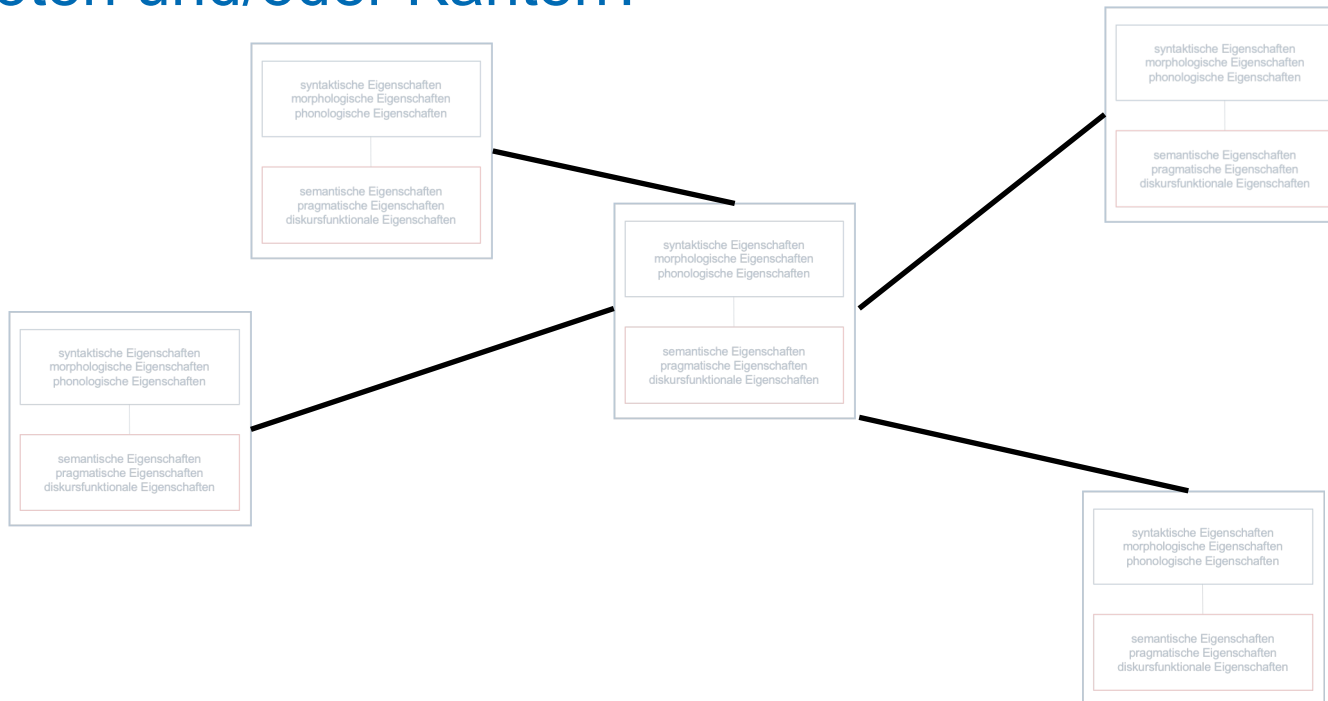 und/oder Kanten?
syntaktische Eigenschaften
morphologische Eigenschaften
phonologische Eigenschaften
semantische Eigenschaften
pragmatische Eigenschaften
diskursfunktionale Eigenschaften
syntaktische Eigenschaften
morphologische Eigenschaften
phonologische Eigenschaften
semantische Eigenschaften
pragmatische Eigenschaften
diskursfunktionale Eigenschaften
syntaktische Eigenschaften
morphologische Eigenschaften
phonologische Eigenschaften
semantische Eigenschaften
pragmatische Eigenschaften
diskursfunktionale Eigenschaften
syntaktische Eigenschaften
morphologische Eigenschaften
phonologische Eigenschaften
semantische Eigenschaften
pragmatische Eigenschaften
diskursfunktionale Eigenschaften
syntaktische Eigenschaften
morphologische Eigenschaften
phonologische Eigenschaften
semantische Eigenschaften
pragmatische Eigenschaften
diskursfunktionale Eigenschaften